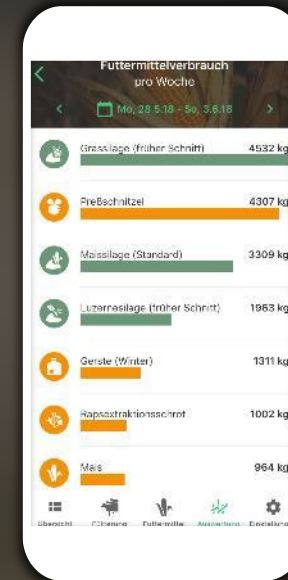 Futtermittelverbrauch
pro Woche
Mo, 28.5.18 - So, 3.6.18
Grassilage (früher Schnitt) 4532 kg
Preßschnitzel 4307 kg
Maissilage (Standard) 3309 kg
Luzernesilage (früher Schnitt) 1963 kg
Gerste (Winter) 1311 kg
Rapsextraktionsschrot 1002 kg
Mais 964 kg
Übersicht Fütterung Futtermittel Auswertung Einstellung